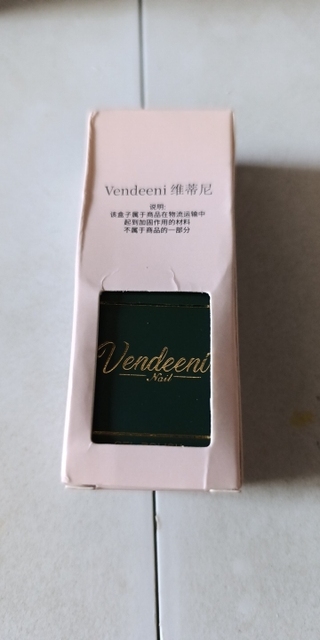 Vendeeni 维蒂尼
说明:
该盒子属于商品在物流运输中
起到加固作用的材料
不属于商品的一部分
Vendeeni
Nail